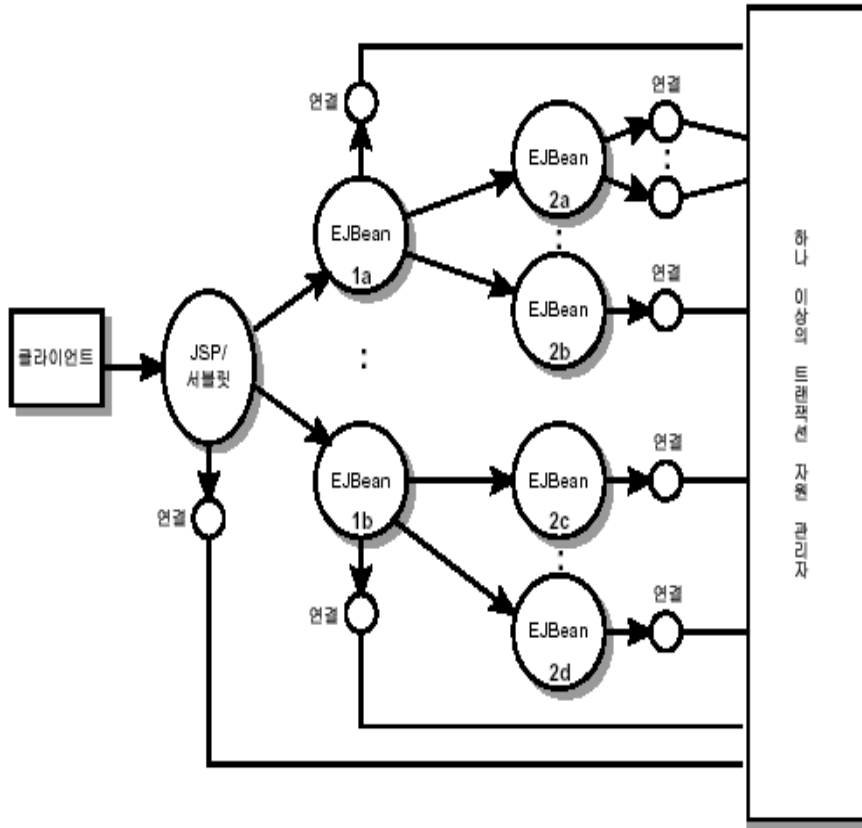 연결
연결
EJBean
2a
EJBean
1a
연결
EJBean
2b
클라이언트
JSP/
서블릿
연결
EJBean
1b
EJBean
2c
연결
연결
연결
EJBean
2d
하나 이상의 트랜잭션 자원 관리자